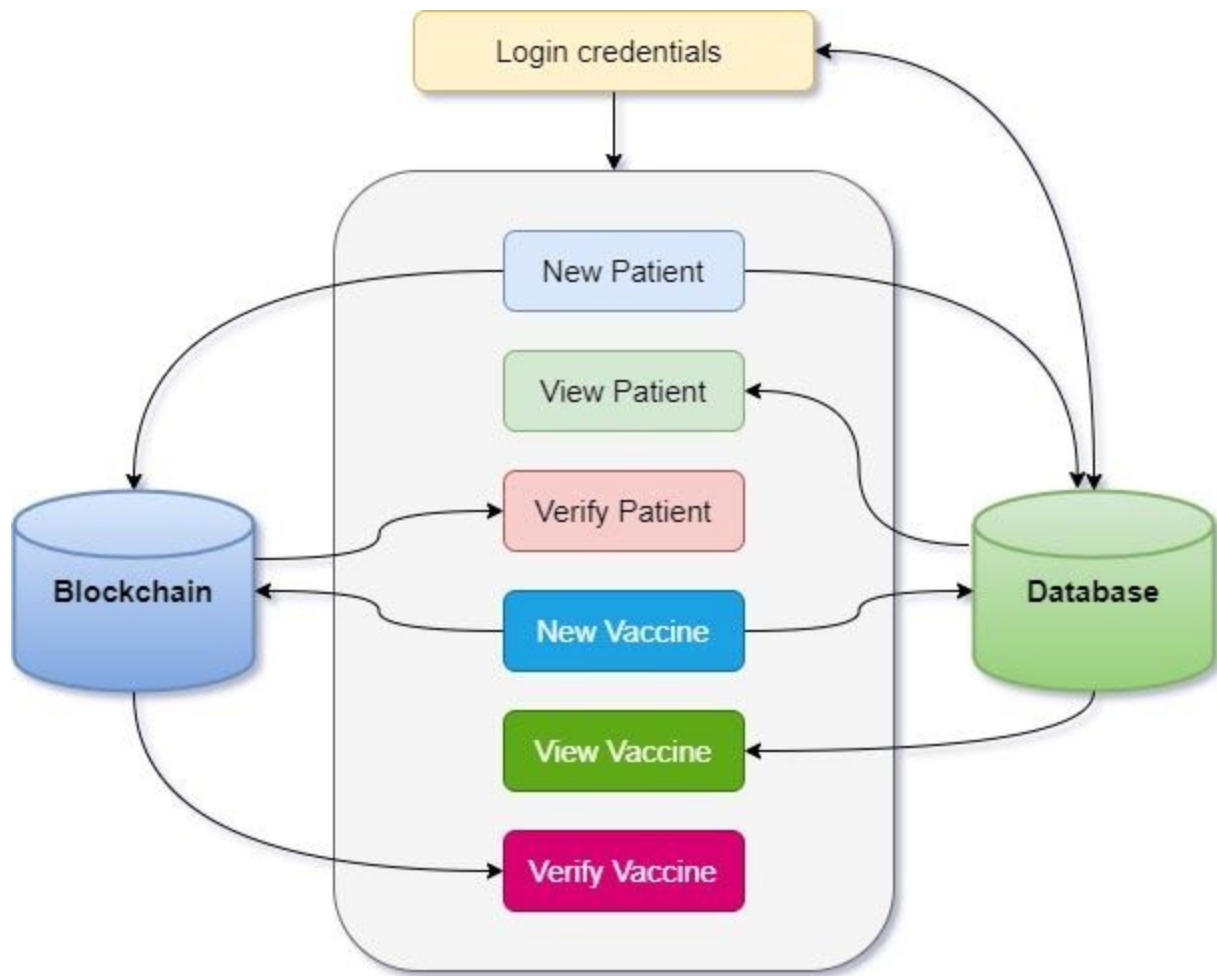 Login credentials
New Patient
View Patient
Verify Patient
Blockchain
Database
New Vaccine
View Vaccine
Verify Vaccine